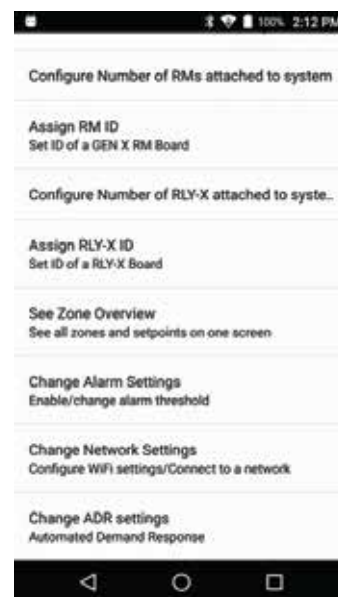 100% 2:12 PM
Configure Number of RMs attached to system
Assign RM ID
Set ID of a GEN X RM Board
Configure Number of RLY-X attached to syste..
Assign RLY-X ID
Set ID of a RLY-X Board
See Zone Overview
See all zones and setpoints on one screen
Change Alarm Settings
Enable/change alarm threshold
Change Network Settings
Configure WiFi settings/Connect to a network
Change ADR settings
Automated Demand Response